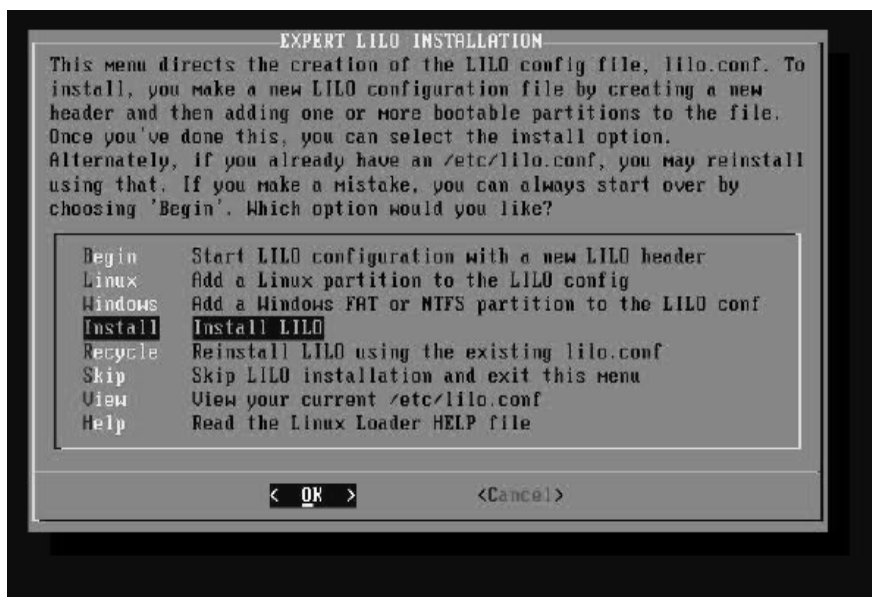 EXPERT LILO INSTALLATION
This menu directs the creation of the LILO config file, lilo.conf. To
install, you make a new LILO configuration file by creating a new
header and then adding one or more bootable partitions to the file.
Once you've done this, you can select the install option.
Alternately, if you already have an /etc/lilo.conf, you may reinstall
using that. If you make a mistake, you can always start over by
choosing 'Begin'. Which option would you like?
Begin Start LILO configuration with a new LILO header
Linux Add a Linux partition to the LILO config
Windows Add a Windows FAT or NTFS partition to the LILO conf
Install Install LILO
Recycle Reinstall LILO using the existing lilo.conf
Skip Skip LILO installation and exit this menu
View View your current /etc/lilo.conf
Help Read the Linux Loader HELP file
< OK > <Cancel>